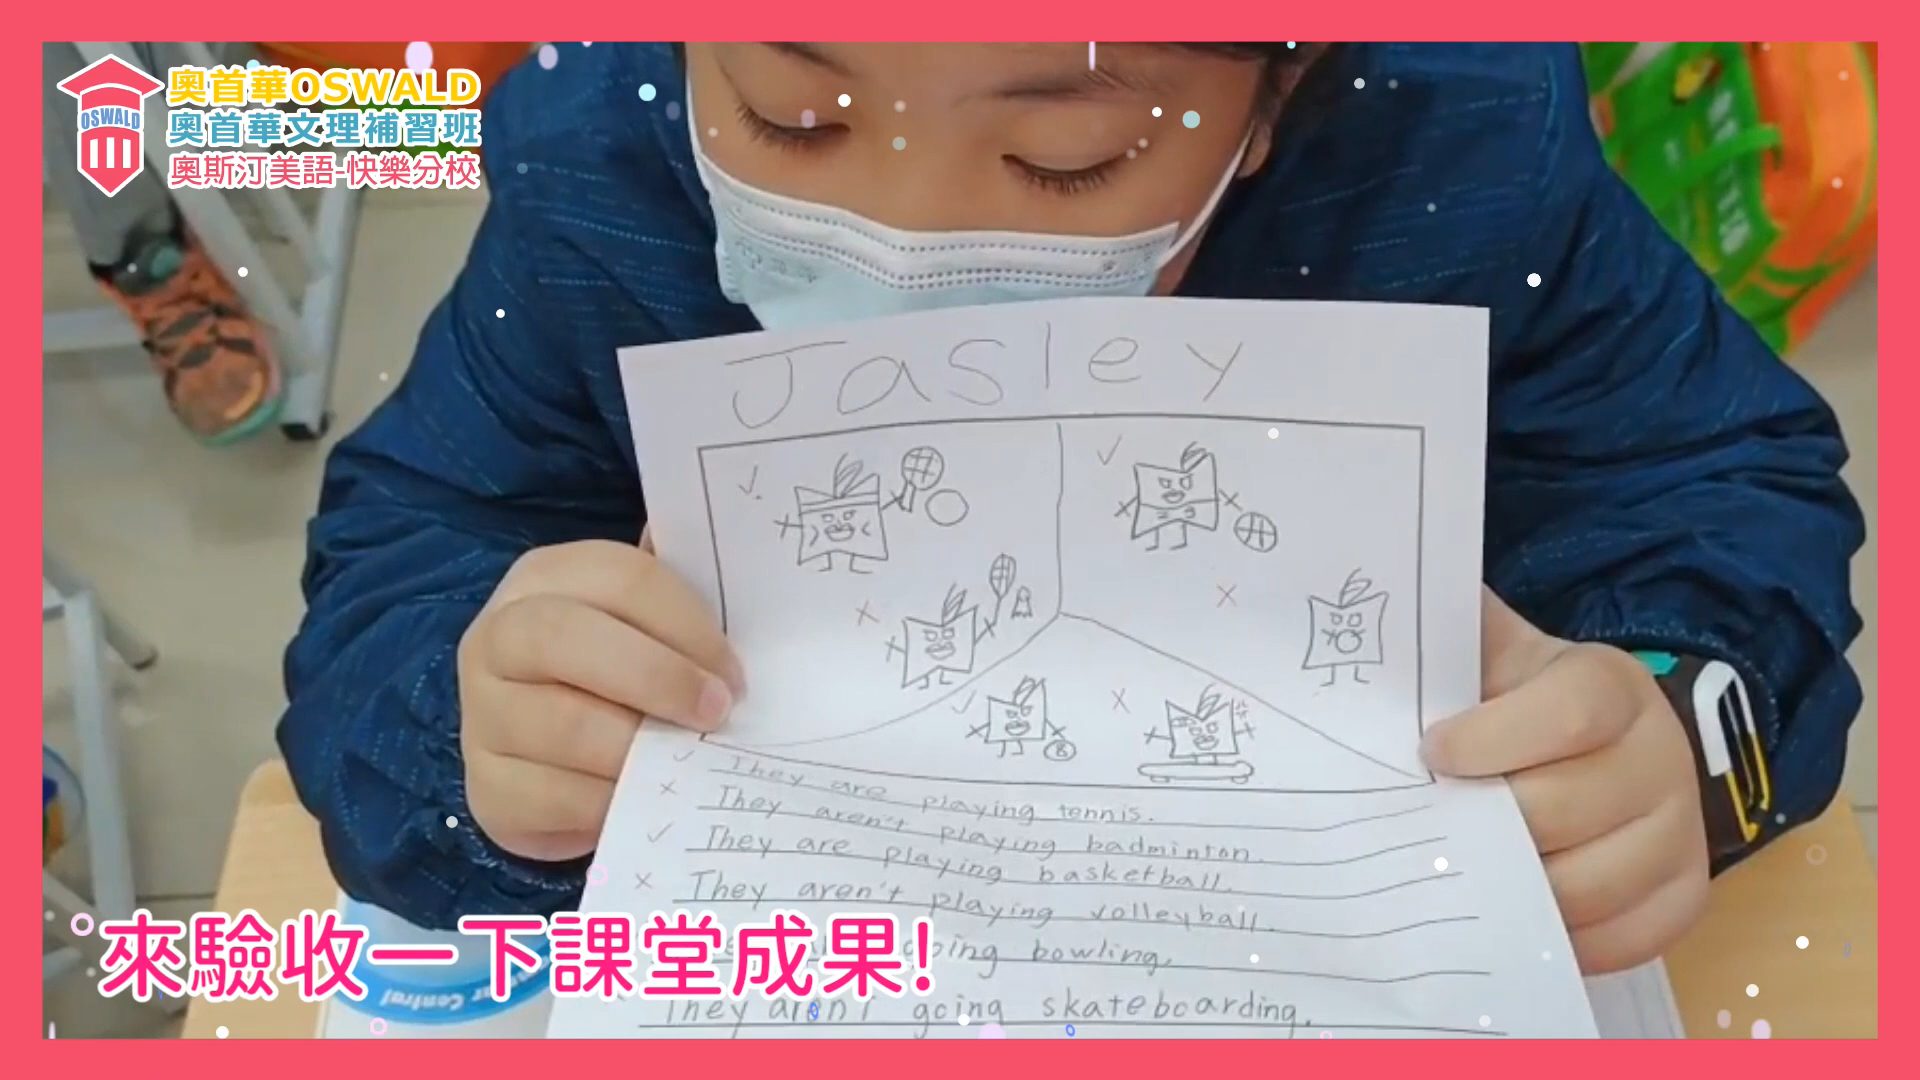 奧首華OSWALD
奧首華文理補習班
奧斯汀美語-快樂分校
OSWALD
Jasley
They are playing tennis.
They aren't playing badminton.
They are playing basketball.
They aren't playing volleyball.
going bowling.
They aren't going skateboarding.
來驗收一下課堂成果!
Control